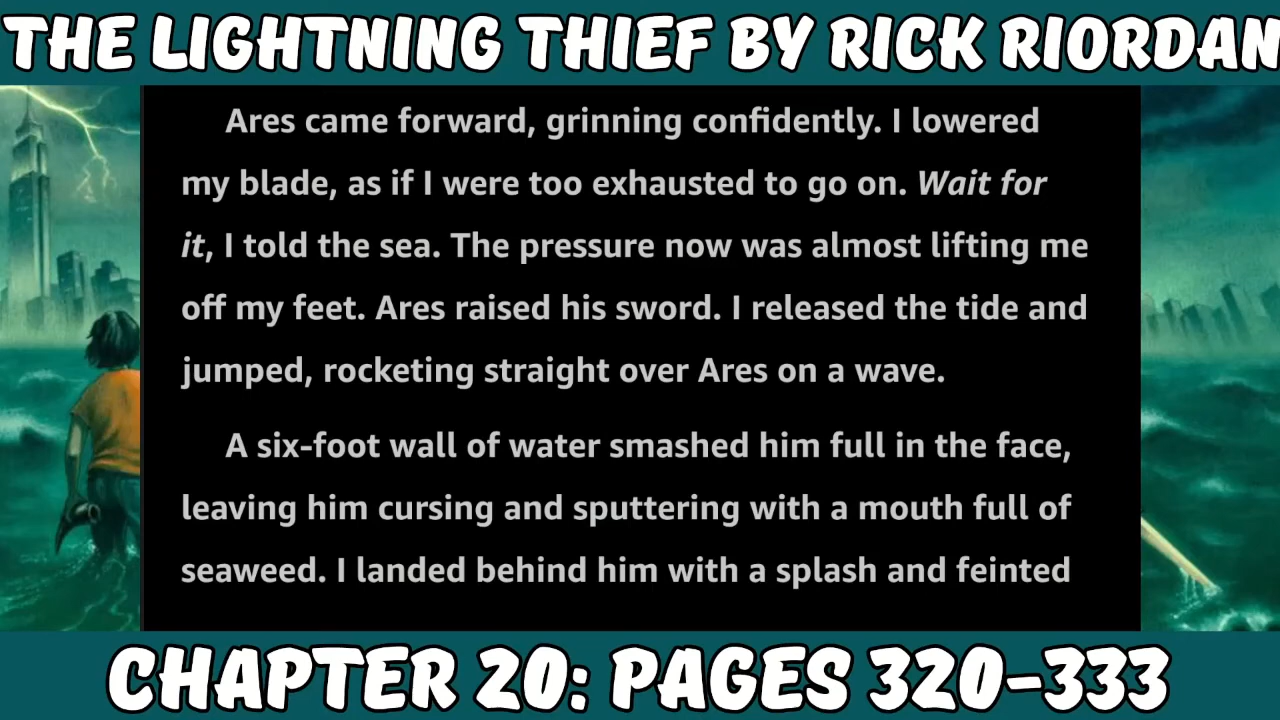 THE LIGHTNING THIEF BY RICK RIORDAN
Ares came forward, grinning confidently. I lowered
my blade, as if I were too exhausted to go on. Wait for
it, I told the sea. The pressure now was almost lifting me
off my feet. Ares raised his sword. I released the tide and
jumped, rocketing straight over Ares on a wave.
A six-foot wall of water smashed him full in the face,
leaving him cursing and sputtering with a mouth full of
seaweed. I landed behind him with a splash and feinted
CHAPTER 20: PAGES 320-333